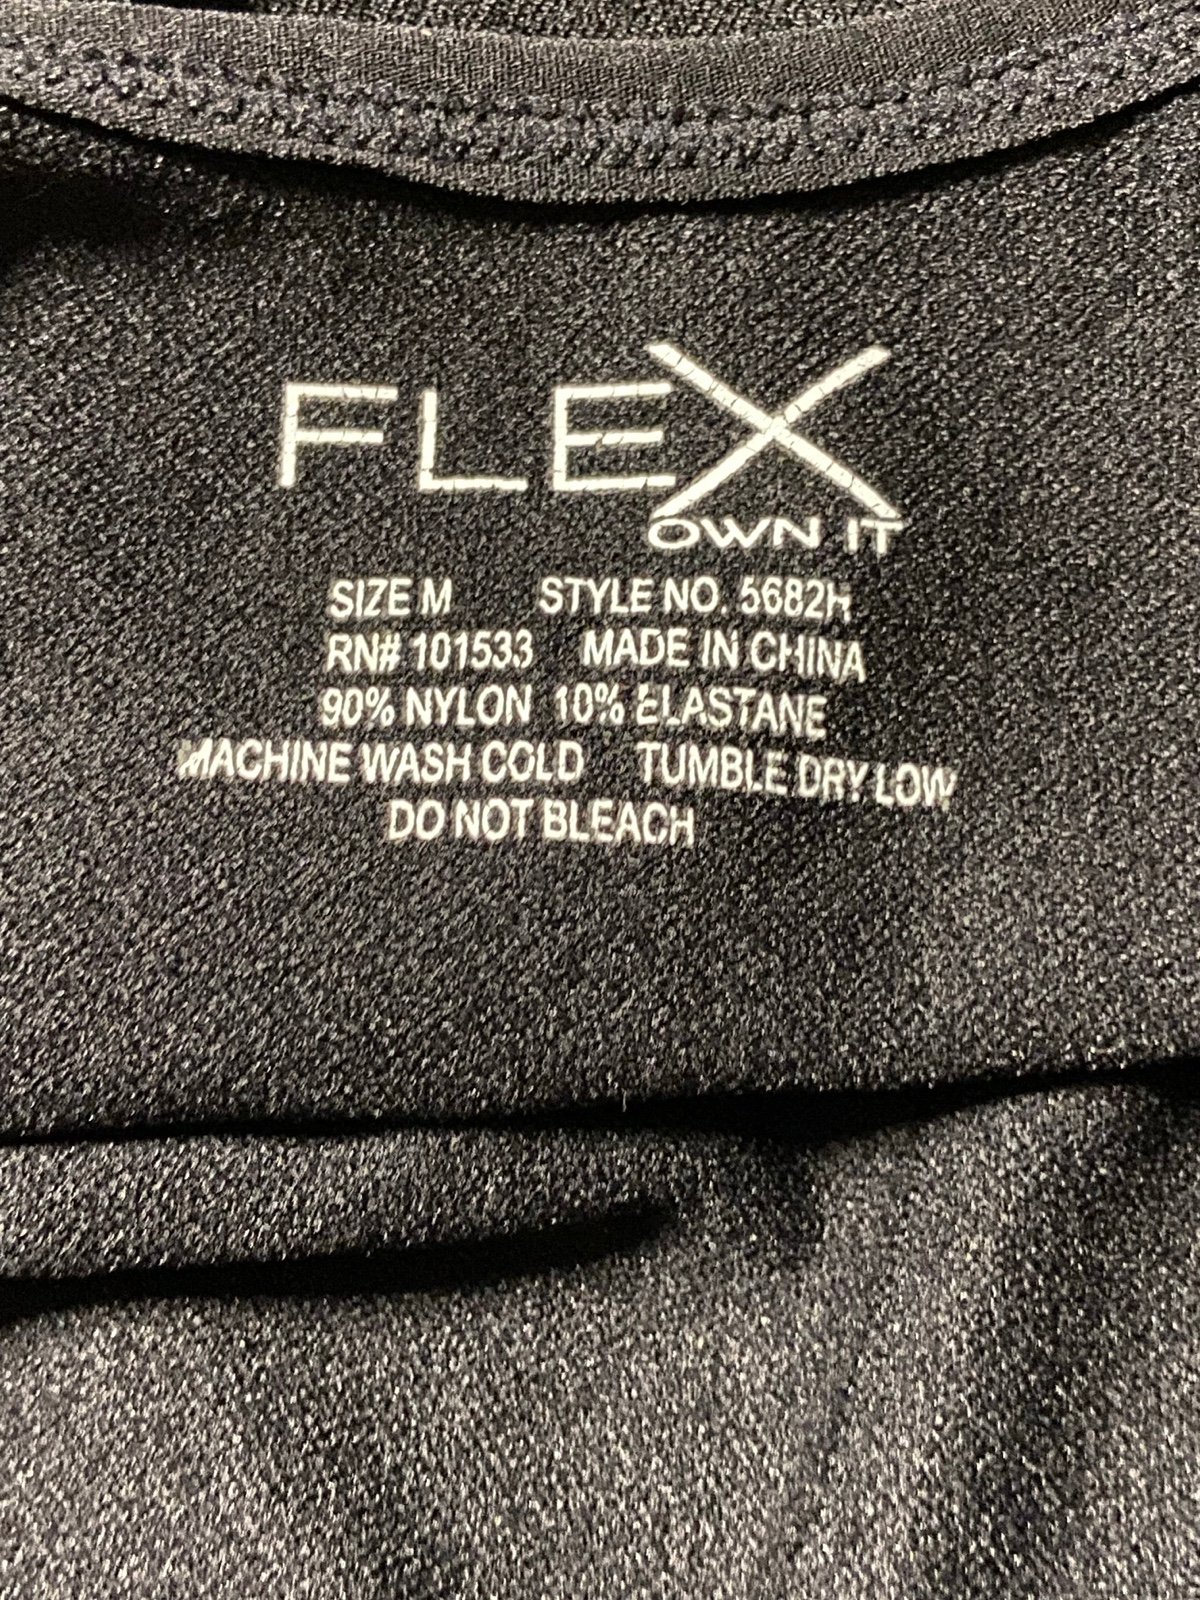 FLEX
OWN IT
SIZE M STYLE NO. 5682H
RN# 101533 MADE IN CHINA
90% NYLON 10% ELASTANE
MACHINE WASH COLD TUMBLE DRY LOW
DO NOT BLEACH